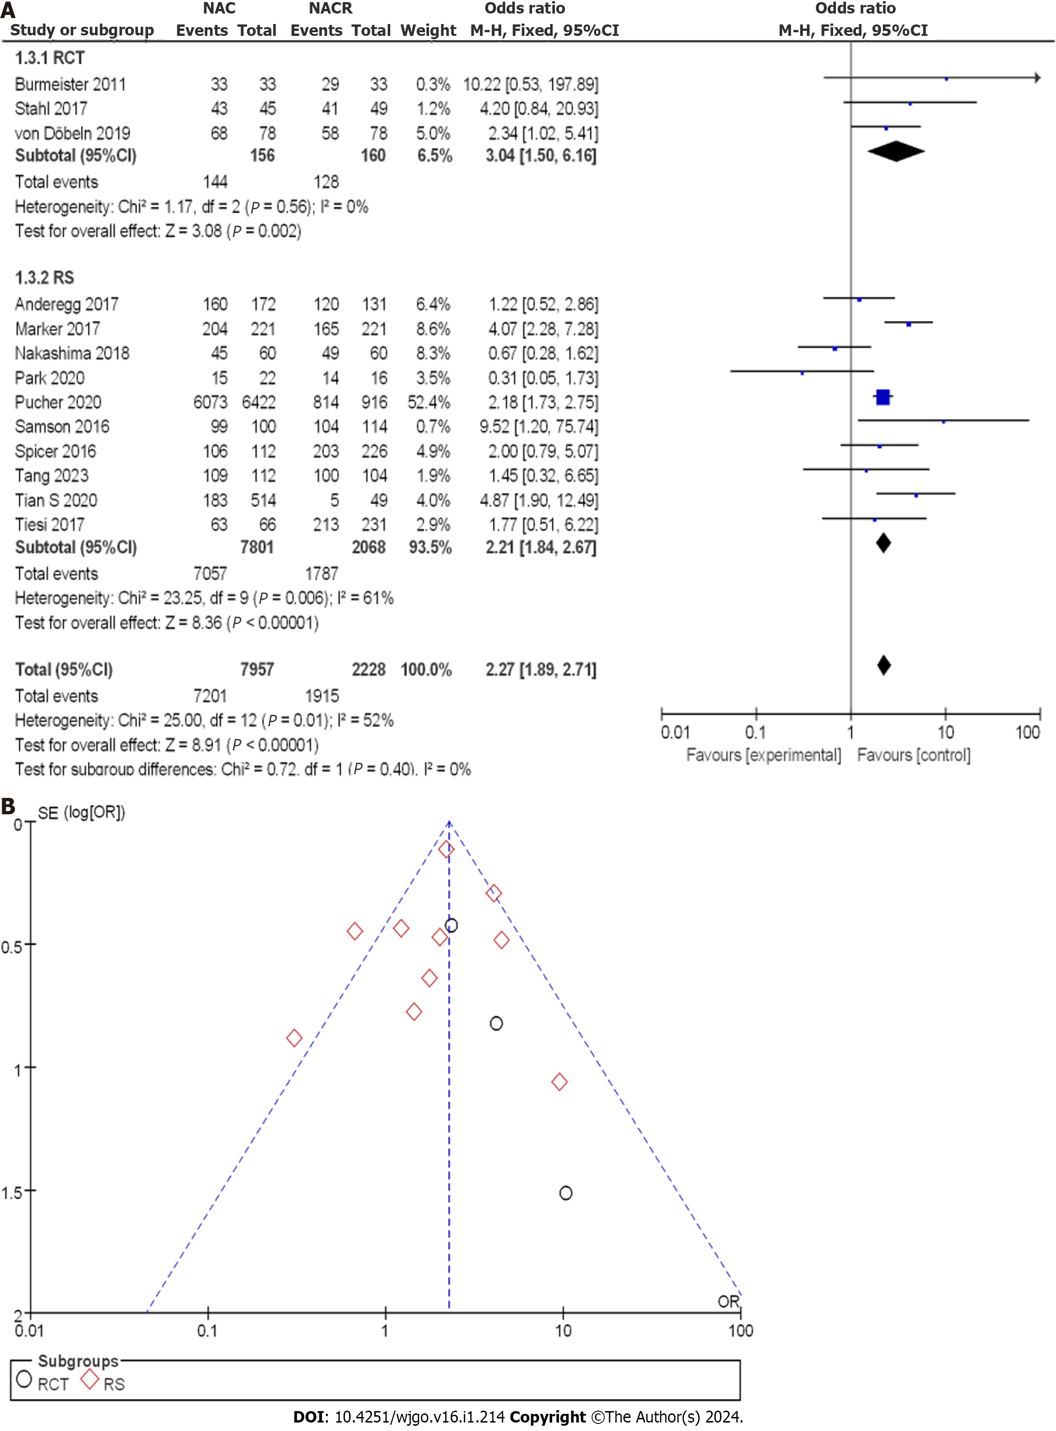 A
NAC NACR Odds ratio Odds ratio
Study or subgroup Events Total Events Total Weight M-H, Fixed, 95%CI M-H, Fixed, 95%CI
1.3.1 RCT
Burmeister 2011 33 33 29 33 0.3% 10.22 [0.53, 197.89]
Stahl 2017 43 45 41 49 1.2% 4.20 [0.84, 20.93]
von Döbeln 2019 68 78 58 78 5.0% 2.34 [1.02, 5.41]
Subtotal (95%CI) 156 160 6.5% 3.04 [1.50, 6.16]
Total events 144 128
Heterogeneity: Chi² = 1.17, df = 2 (P = 0.56); I² = 0%
Test for overall effect: Z = 3.08 (P = 0.002)
1.3.2 RS
Anderegg 2017 160 172 120 131 6.4% 1.22 [0.52, 2.86]
Marker 2017 204 221 165 221 8.6% 4.07 [2.28, 7.28]
Nakashima 2018 45 60 49 60 8.3% 0.67 [0.28, 1.62]
Park 2020 15 22 14 16 3.5% 0.31 [0.05, 1.73]
Pucher 2020 6073 6422 814 916 52.4% 2.18 [1.73, 2.75]
Samson 2016 99 100 104 114 0.7% 9.52 [1.20, 75.74]
Spicer 2016 106 112 203 226 4.9% 2.00 [0.79, 5.07]
Tang 2023 109 112 100 104 1.9% 1.45 [0.32, 6.65]
Tian S 2020 183 514 5 49 4.0% 4.87 [1.90, 12.49]
Tiesi 2017 63 66 213 231 2.9% 1.77 [0.51, 6.22]
Subtotal (95%CI) 7801 2068 93.5% 2.21 [1.84, 2.67]
Total events 7057 1787
Heterogeneity: Chi² = 23.25, df = 9 (P = 0.006); I² = 61%
Test for overall effect: Z = 8.36 (P < 0.00001)
Total (95%CI) 7957 2228 100.0% 2.27 [1.89, 2.71]
Total events 7201 1915
Heterogeneity: Chi² = 25.00, df = 12 (P = 0.01); I² = 52%
Test for overall effect: Z = 8.91 (P < 0.00001)
Test for subgroup differences: Chi² = 0.72, df = 1 (P = 0.40), I² = 0%
0.01 0.1 1 10 100
Favours [experimental] Favours [control]
B
SE (log[OR])
0
0.5
1
1.5
2
OR
0.01 0.1 1 10 100
Subgroups
RCT RS
DOI: 10.4251/wjgo.v16.i1.214 Copyright ©The Author(s) 2024.